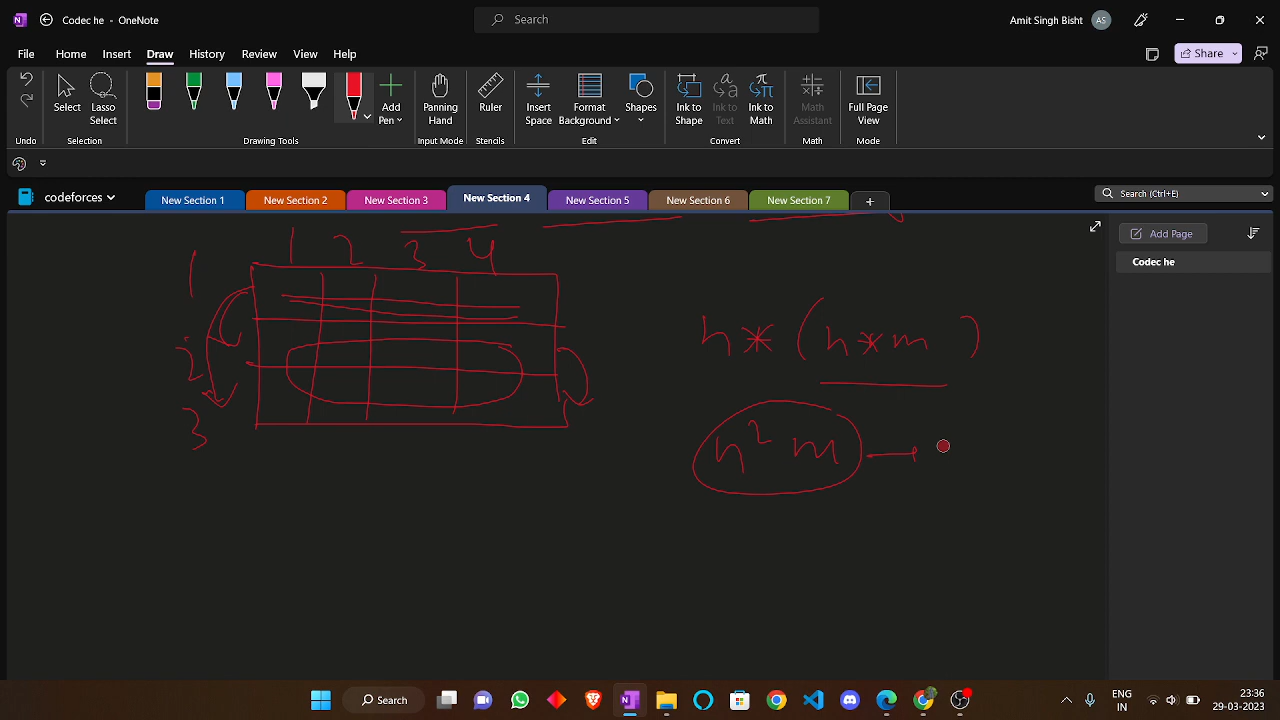 Codec he - OneNote
Search
Amit Singh Bisht AS
File Home Insert Draw History Review View Help
Share
Select
Lasso Select
Add Pen
Panning Hand
Ruler
Insert Space
Format Background
Shapes
Ink to Shape
Ink to Text
Ink to Math
Math Assistant
Full Page View
Undo Selection Drawing Tools Input Mode Stencils Edit Convert Math Mode
codeforces
New Section 1 New Section 2 New Section 3 New Section 4 New Section 5 New Section 6 New Section 7 +
Search (Ctrl+E)
Add Page
Codec he
1 2 3 4
1
2
3
n * (n * m)
n² m →
Search
ENG IN
23:36
29-03-2023